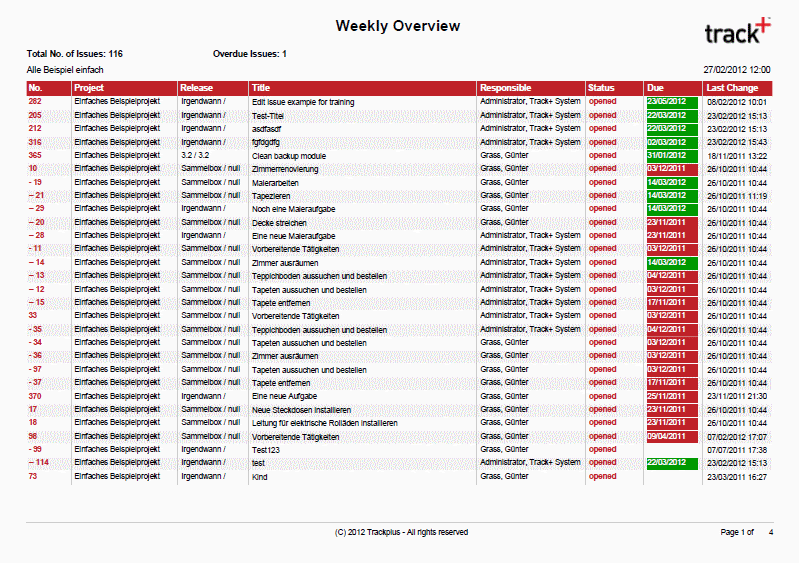 Weekly Overview
track+
Total No. of Issues: 116 Overdue Issues: 1
Alle Beispiel einfach 27/02/2012 12:00
No. Project Release Title Responsible Status Due Last Change
282 Einfaches Beispielprojekt Irgendwann / Edit issue example for training Administrator, Track+ System opened 23/05/2012 08/02/2012 10:01
205 Einfaches Beispielprojekt Irgendwann / Test-Titel Administrator, Track+ System opened 22/03/2012 23/02/2012 15:13
212 Einfaches Beispielprojekt Irgendwann / asdfasdf Administrator, Track+ System opened 22/03/2012 23/02/2012 15:13
316 Einfaches Beispielprojekt Irgendwann / fgfdgdfg Administrator, Track+ System opened 02/03/2012 23/02/2012 15:43
365 Einfaches Beispielprojekt 3.2 / 3.2 Clean backup module Grass, Günter opened 31/01/2012 18/11/2011 13:22
10 Einfaches Beispielprojekt Sammelbox / null Zimmerrenovierung Grass, Günter opened 03/12/2011 26/10/2011 10:44
- 19 Einfaches Beispielprojekt Sammelbox / null Malerarbeiten Grass, Günter opened 14/03/2012 26/10/2011 10:44
-- 21 Einfaches Beispielprojekt Sammelbox / null Tapezieren Grass, Günter opened 14/03/2012 26/10/2011 11:19
-- 29 Einfaches Beispielprojekt Irgendwann / Noch eine Maleraufgabe Grass, Günter opened 14/03/2012 26/10/2011 10:44
-- 20 Einfaches Beispielprojekt Sammelbox / null Decke streichen Grass, Günter opened 23/11/2011 26/10/2011 10:44
-- 28 Einfaches Beispielprojekt Irgendwann / Eine neue Maleraufgabe Administrator, Track+ System opened 23/11/2011 26/10/2011 10:44
- 11 Einfaches Beispielprojekt Sammelbox / null Vorbereitende Tätigkeiten Administrator, Track+ System opened 03/12/2011 26/10/2011 10:44
-- 14 Einfaches Beispielprojekt Sammelbox / null Zimmer ausräumen Administrator, Track+ System opened 14/03/2012 26/10/2011 10:44
-- 13 Einfaches Beispielprojekt Sammelbox / null Teppichboden aussuchen und bestellen Administrator, Track+ System opened 04/12/2011 26/10/2011 10:44
-- 12 Einfaches Beispielprojekt Sammelbox / null Tapeten aussuchen und bestellen Administrator, Track+ System opened 03/12/2011 26/10/2011 10:44
-- 15 Einfaches Beispielprojekt Sammelbox / null Tapete entfernen Administrator, Track+ System opened 17/11/2011 26/10/2011 10:44
33 Einfaches Beispielprojekt Sammelbox / null Vorbereitende Tätigkeiten Administrator, Track+ System opened 03/12/2011 26/10/2011 10:44
- 35 Einfaches Beispielprojekt Sammelbox / null Teppichboden aussuchen und bestellen Administrator, Track+ System opened 04/12/2011 26/10/2011 10:44
- 34 Einfaches Beispielprojekt Sammelbox / null Tapeten aussuchen und bestellen Grass, Günter opened 03/12/2011 26/10/2011 10:44
- 36 Einfaches Beispielprojekt Sammelbox / null Zimmer ausräumen Grass, Günter opened 03/12/2011 26/10/2011 10:44
- 97 Einfaches Beispielprojekt Sammelbox / null Tapeten aussuchen und bestellen Grass, Günter opened 03/12/2011 26/10/2011 10:44
- 37 Einfaches Beispielprojekt Sammelbox / null Tapete entfernen Grass, Günter opened 17/11/2011 26/10/2011 10:44
370 Einfaches Beispielprojekt Irgendwann / Eine neue Aufgabe Grass, Günter opened 25/11/2011 23/11/2011 21:30
17 Einfaches Beispielprojekt Sammelbox / null Neue Steckdosen installieren Grass, Günter opened 23/11/2011 26/10/2011 10:44
18 Einfaches Beispielprojekt Sammelbox / null Leitung für elektrische Rolläden installieren Grass, Günter opened 23/11/2011 26/10/2011 10:44
98 Einfaches Beispielprojekt Sammelbox / null Vorbereitende Tätigkeiten Grass, Günter opened 09/04/2011 07/02/2012 17:07
- 99 Einfaches Beispielprojekt Irgendwann / Test123 Grass, Günter opened 07/07/2011 17:38
-- 114 Einfaches Beispielprojekt Irgendwann / test Administrator, Track+ System opened 22/03/2012 23/02/2012 15:13
73 Einfaches Beispielprojekt Irgendwann / Kind Grass, Günter opened 23/03/2011 16:27
(C) 2012 Trackplus - All rights reserved Page 1 of 4